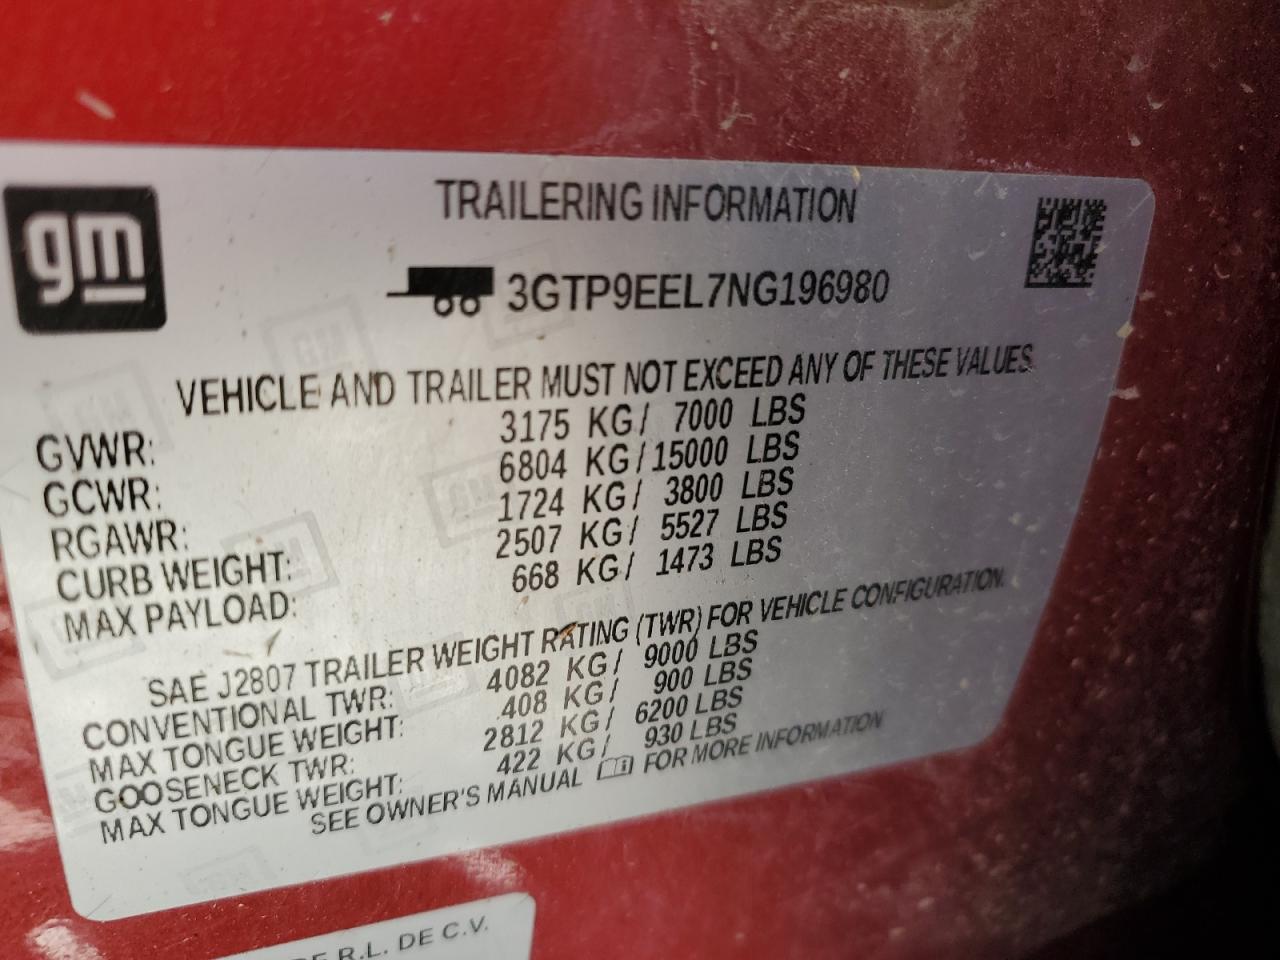 gm
TRAILERING INFORMATION
3GTP9EEL7NG196980
VEHICLE AND TRAILER MUST NOT EXCEED ANY OF THESE VALUES.
GVWR: 3175 KG/ 7000 LBS
GCWR: 6804 KG/15000 LBS
RGAWR: 1724 KG/ 3800 LBS
CURB WEIGHT: 2507 KG/ 5527 LBS
MAX PAYLOAD: 668 KG/ 1473 LBS
SAE J2807 TRAILER WEIGHT RATING (TWR) FOR VEHICLE CONFIGURATION.
CONVENTIONAL TWR: 4082 KG/ 9000 LBS
MAX TONGUE WEIGHT: 408 KG/ 900 LBS
GOOSENECK TWR: 2812 KG/ 6200 LBS
MAX TONGUE WEIGHT: 422 KG/ 930 LBS
SEE OWNER'S MANUAL FOR MORE INFORMATION
R.L. DE C.V.